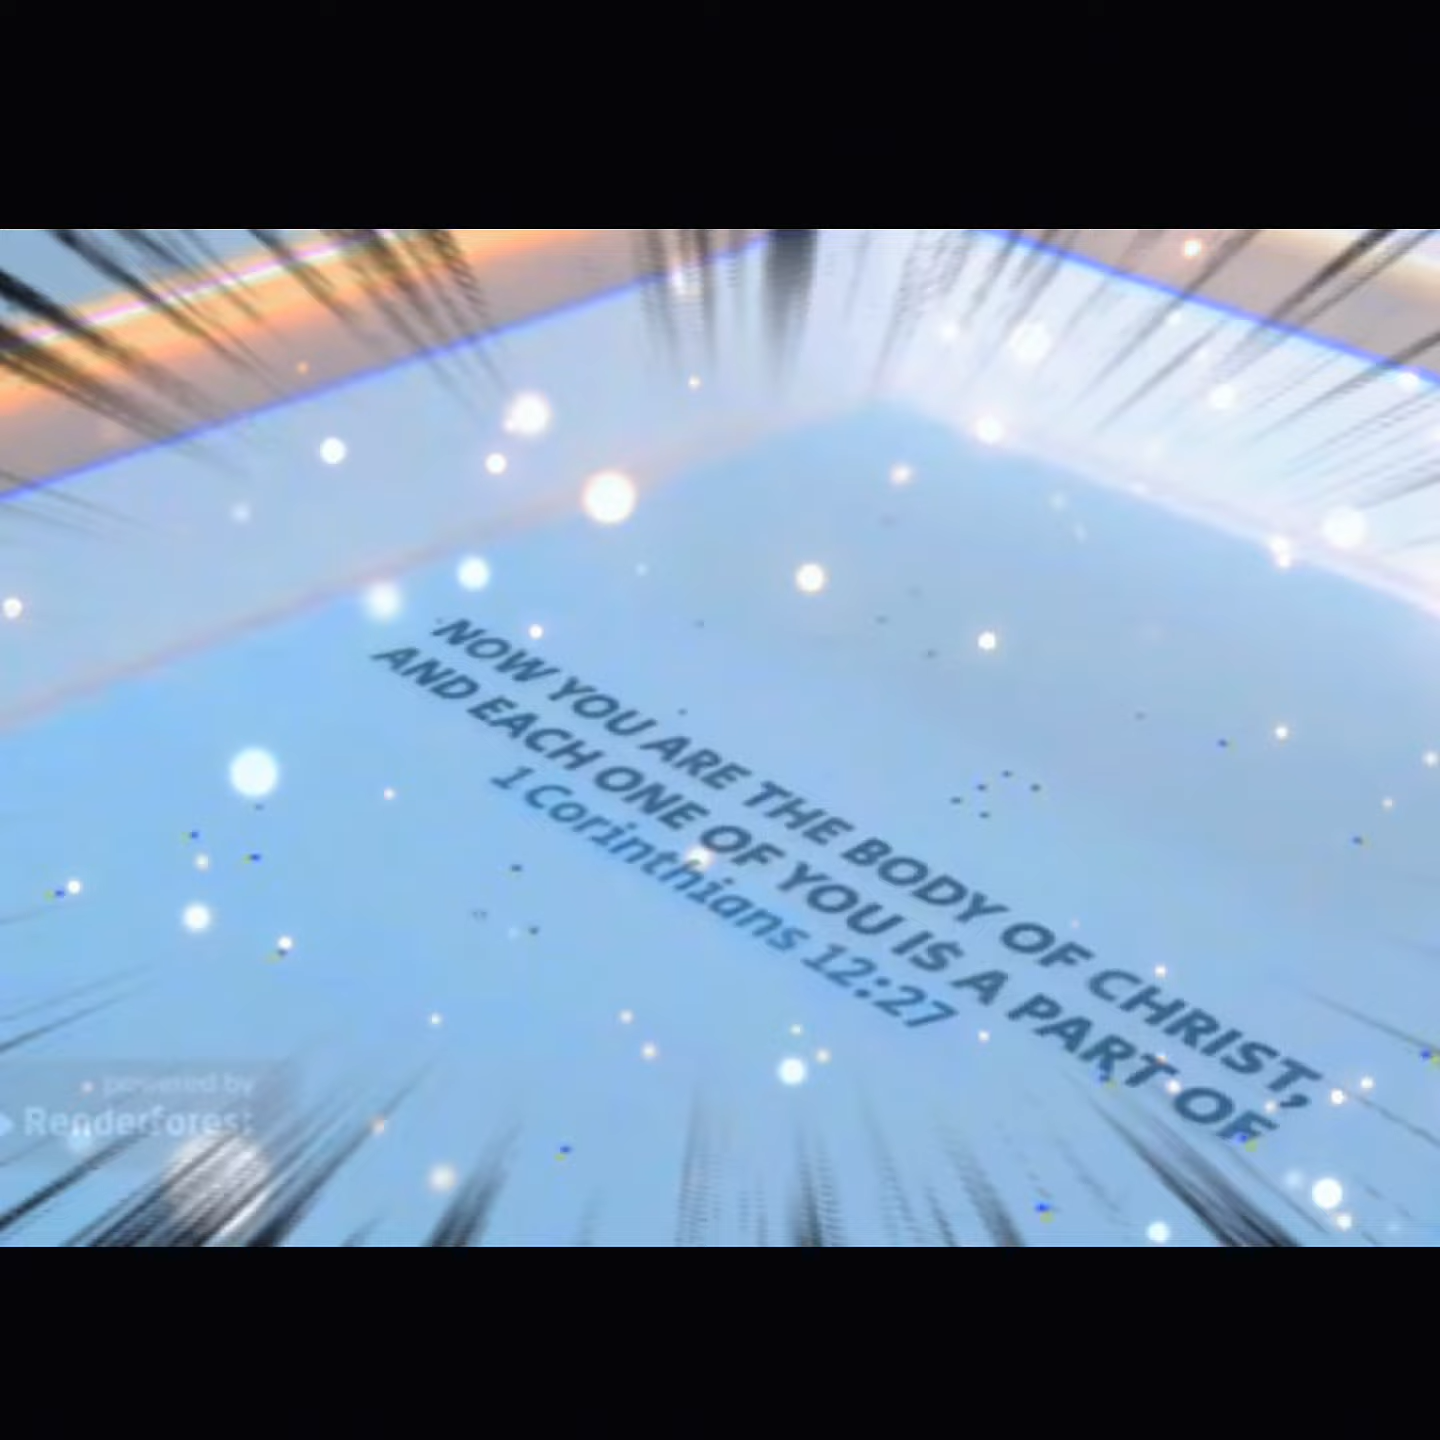 NOW YOU ARE THE BODY OF CHRIST,
AND EACH ONE OF YOU IS A PART OF
1 Corinthians 12:27
powered by
Renderforest